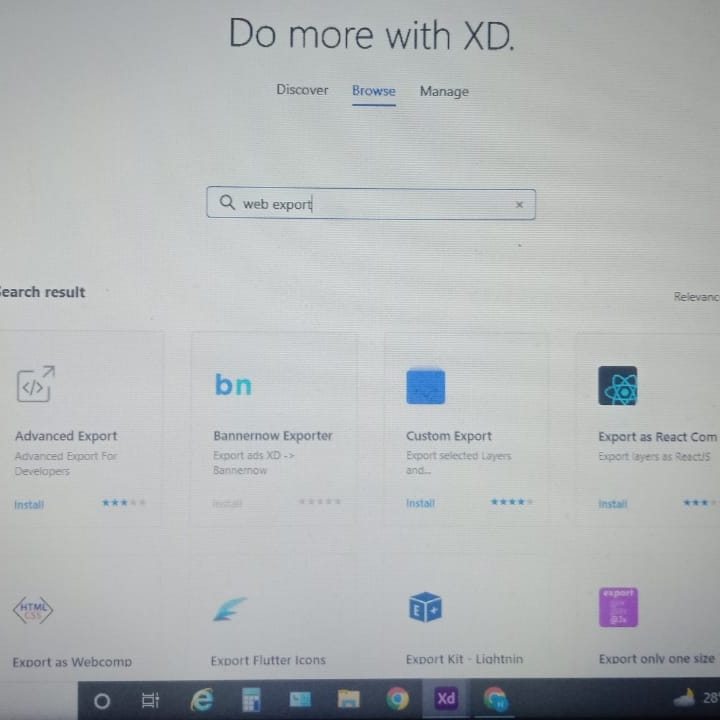 Do more with XD.
Discover Browse Manage
web export
Search result
Relevanc
Advanced Export
Advanced Export For
Developers
Install
bn
Bannernow Exporter
Export ads XD ->
Bannernow
Install
Custom Export
Export selected Layers
and...
Install
Export as React Com
Export layers as ReactJS
Install
HTML
CSS
Export as Webcomp
Export Flutter Icons
E +
Export Kit - Lightnin
export
@2x
Export only one size
Xd
28°